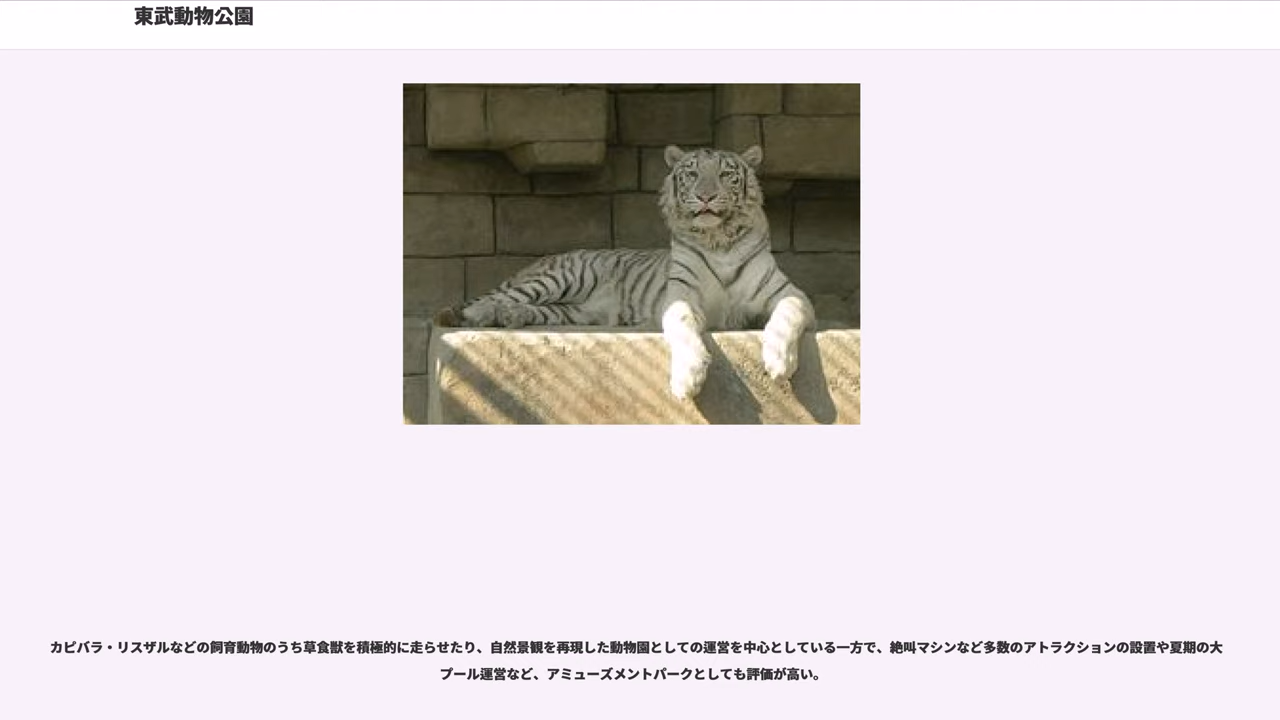 東武動物公園
カピバラ・リスザルなどの飼育動物のうち草食獣を積極的に走らせたり、自然景観を再現した動物園としての運営を中心としている一方で、絶叫マシンなど多数のアトラクションの設置や夏期の大
プール運営など、アミューズメントパークとしても評価が高い。